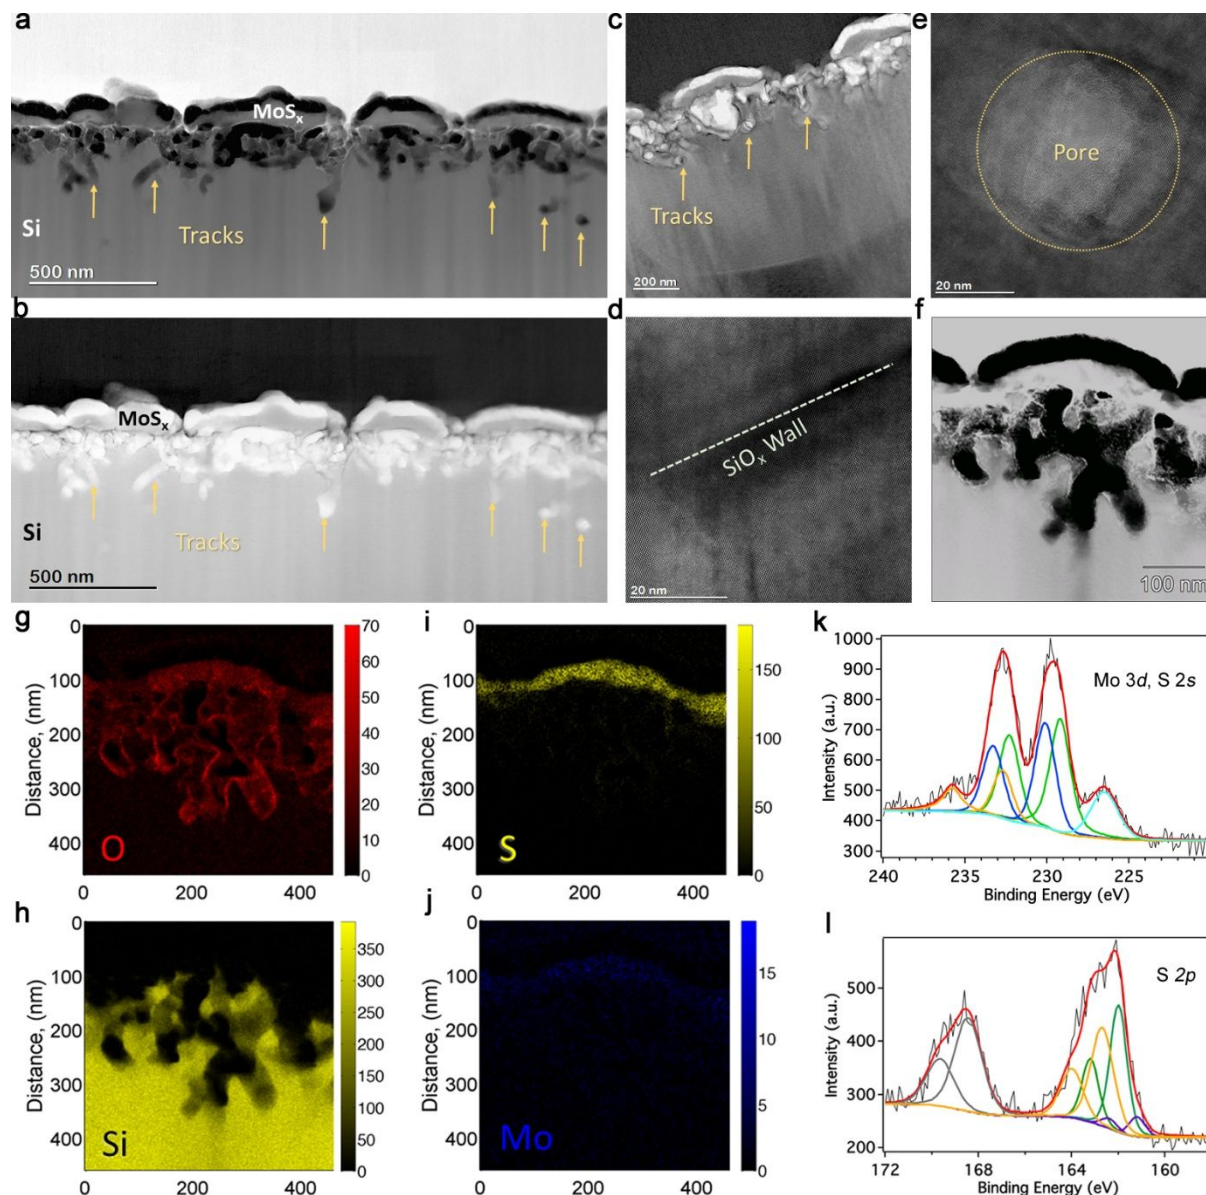 a
MoSx
Si
Tracks
500 nm
b
MoSx
Si
Tracks
500 nm
c
Tracks
200 nm
d
SiOx Wall
20 nm
e
Pore
20 nm
f
100 nm
g
0
100
200
300
400
Distance, (nm)
O
0 200 400
70
60
50
40
30
20
10
0
h
0
100
200
300
400
Distance, (nm)
Si
0 200 400
350
300
250
200
150
100
50
0
i
0
100
200
300
400
Distance, (nm)
S
0 200 400
150
100
50
0
j
0
100
200
300
400
Distance, (nm)
Mo
0 200 400
15
10
5
0
k
1000
900
800
700
600
500
400
300
Intensity (a.u.)
Mo 3d, S 2s
240 235 230 225
Binding Energy (eV)
l
500
400
300
200
Intensity (a.u.)
S 2p
172 168 164 160
Binding Energy (eV)